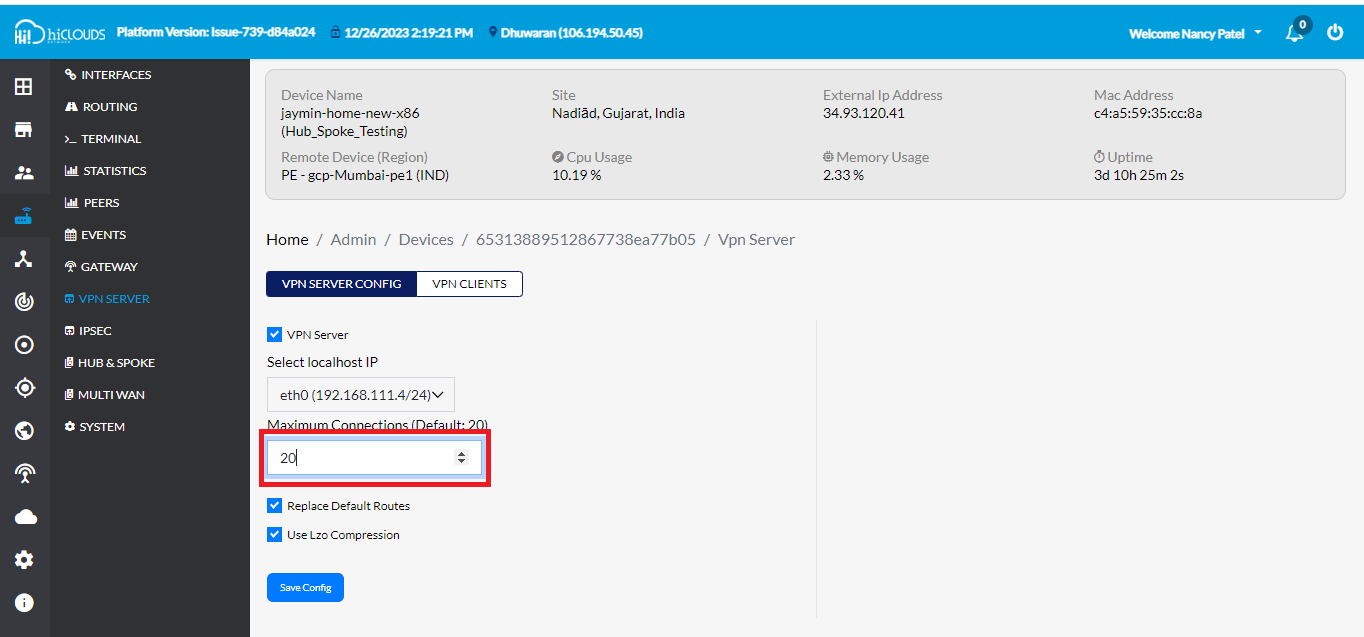 Hi! hiCLOUDS
NETWORK
Platform Version: Issue-739-d84a024
12/26/2023 2:19:21 PM
Dhuwaran (106.194.50.45)
Welcome Nancy Patel
0
INTERFACES
ROUTING
TERMINAL
STATISTICS
PEERS
EVENTS
GATEWAY
VPN SERVER
IPSEC
HUB & SPOKE
MULTI WAN
SYSTEM
Device Name
jaymin-home-new-x86
(Hub_Spoke_Testing)
Site
Nadiād, Gujarat, India
External Ip Address
34.93.120.41
Mac Address
c4:a5:59:35:cc:8a
Remote Device (Region)
PE - gcp-Mumbai-pe1 (IND)
Cpu Usage
10.19 %
Memory Usage
2.33 %
Uptime
3d 10h 25m 2s
Home / Admin / Devices / 65313889512867738ea77b05 / Vpn Server
VPN SERVER CONFIG
VPN CLIENTS
VPN Server
Select localhost IP
eth0 (192.168.111.4/24)
Maximum Connections (Default: 20)
20
Replace Default Routes
Use Lzo Compression
Save Config